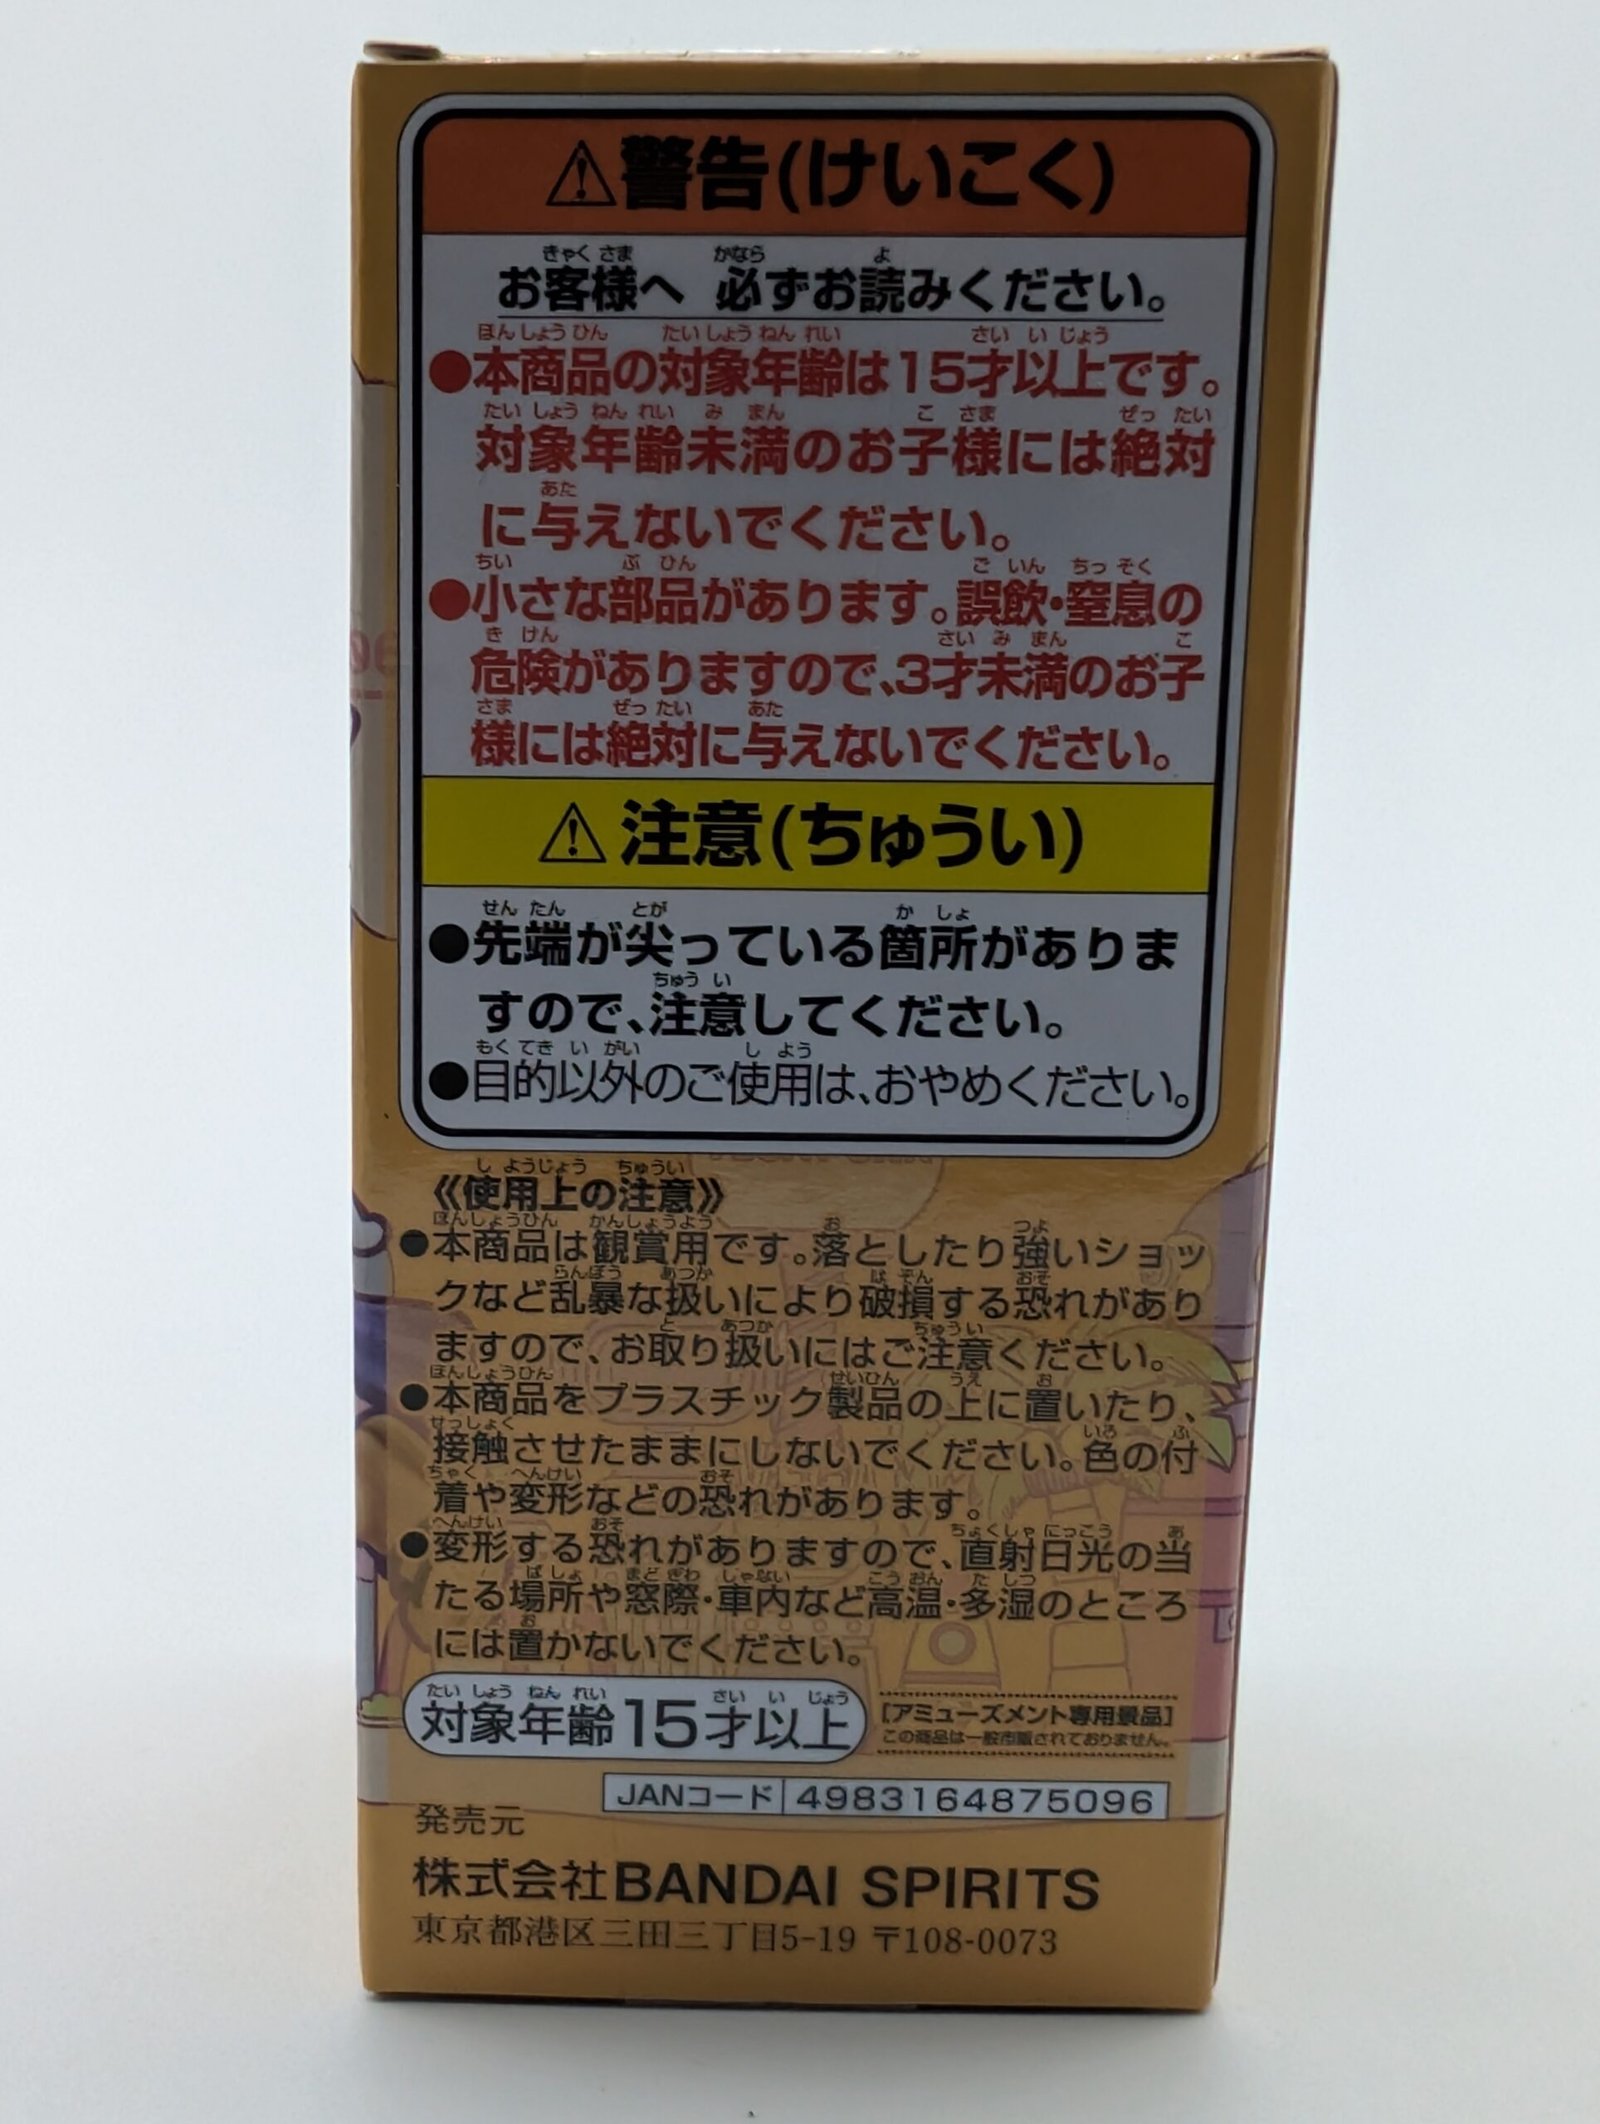 ⚠警告(けいこく)
お客様へ 必ずお読みください。
●本商品の対象年齢は15才以上です。
対象年齢未満のお子様には絶対
に与えないでください。
●小さな部品があります。誤飲・窒息の
危険がありますので、3才未満のお子
様には絶対に与えないでください。
⚠注意(ちゅうい)
●先端が尖っている箇所がありま
すので、注意してください。
●目的以外のご使用は、おやめください。
《使用上の注意》
●本商品は観賞用です。落としたり強いショッ
クなど乱暴な扱いにより破損する恐れがあり
ますので、お取り扱いにはご注意ください。
●本商品をプラスチック製品の上に置いたり、
接触させたままにしないでください。色の付
着や変形などの恐れがあります。
●変形する恐れがありますので、直射日光の当
たる場所や窓際・車内など高温・多湿のところ
には置かないでください。
対象年齢15才以上
[アミューズメント専用景品]
この商品は一般市販されておりません。
JANコード 4983164875096
発売元
株式会社BANDAI SPIRITS
東京都港区三田三丁目5-19 〒108-0073